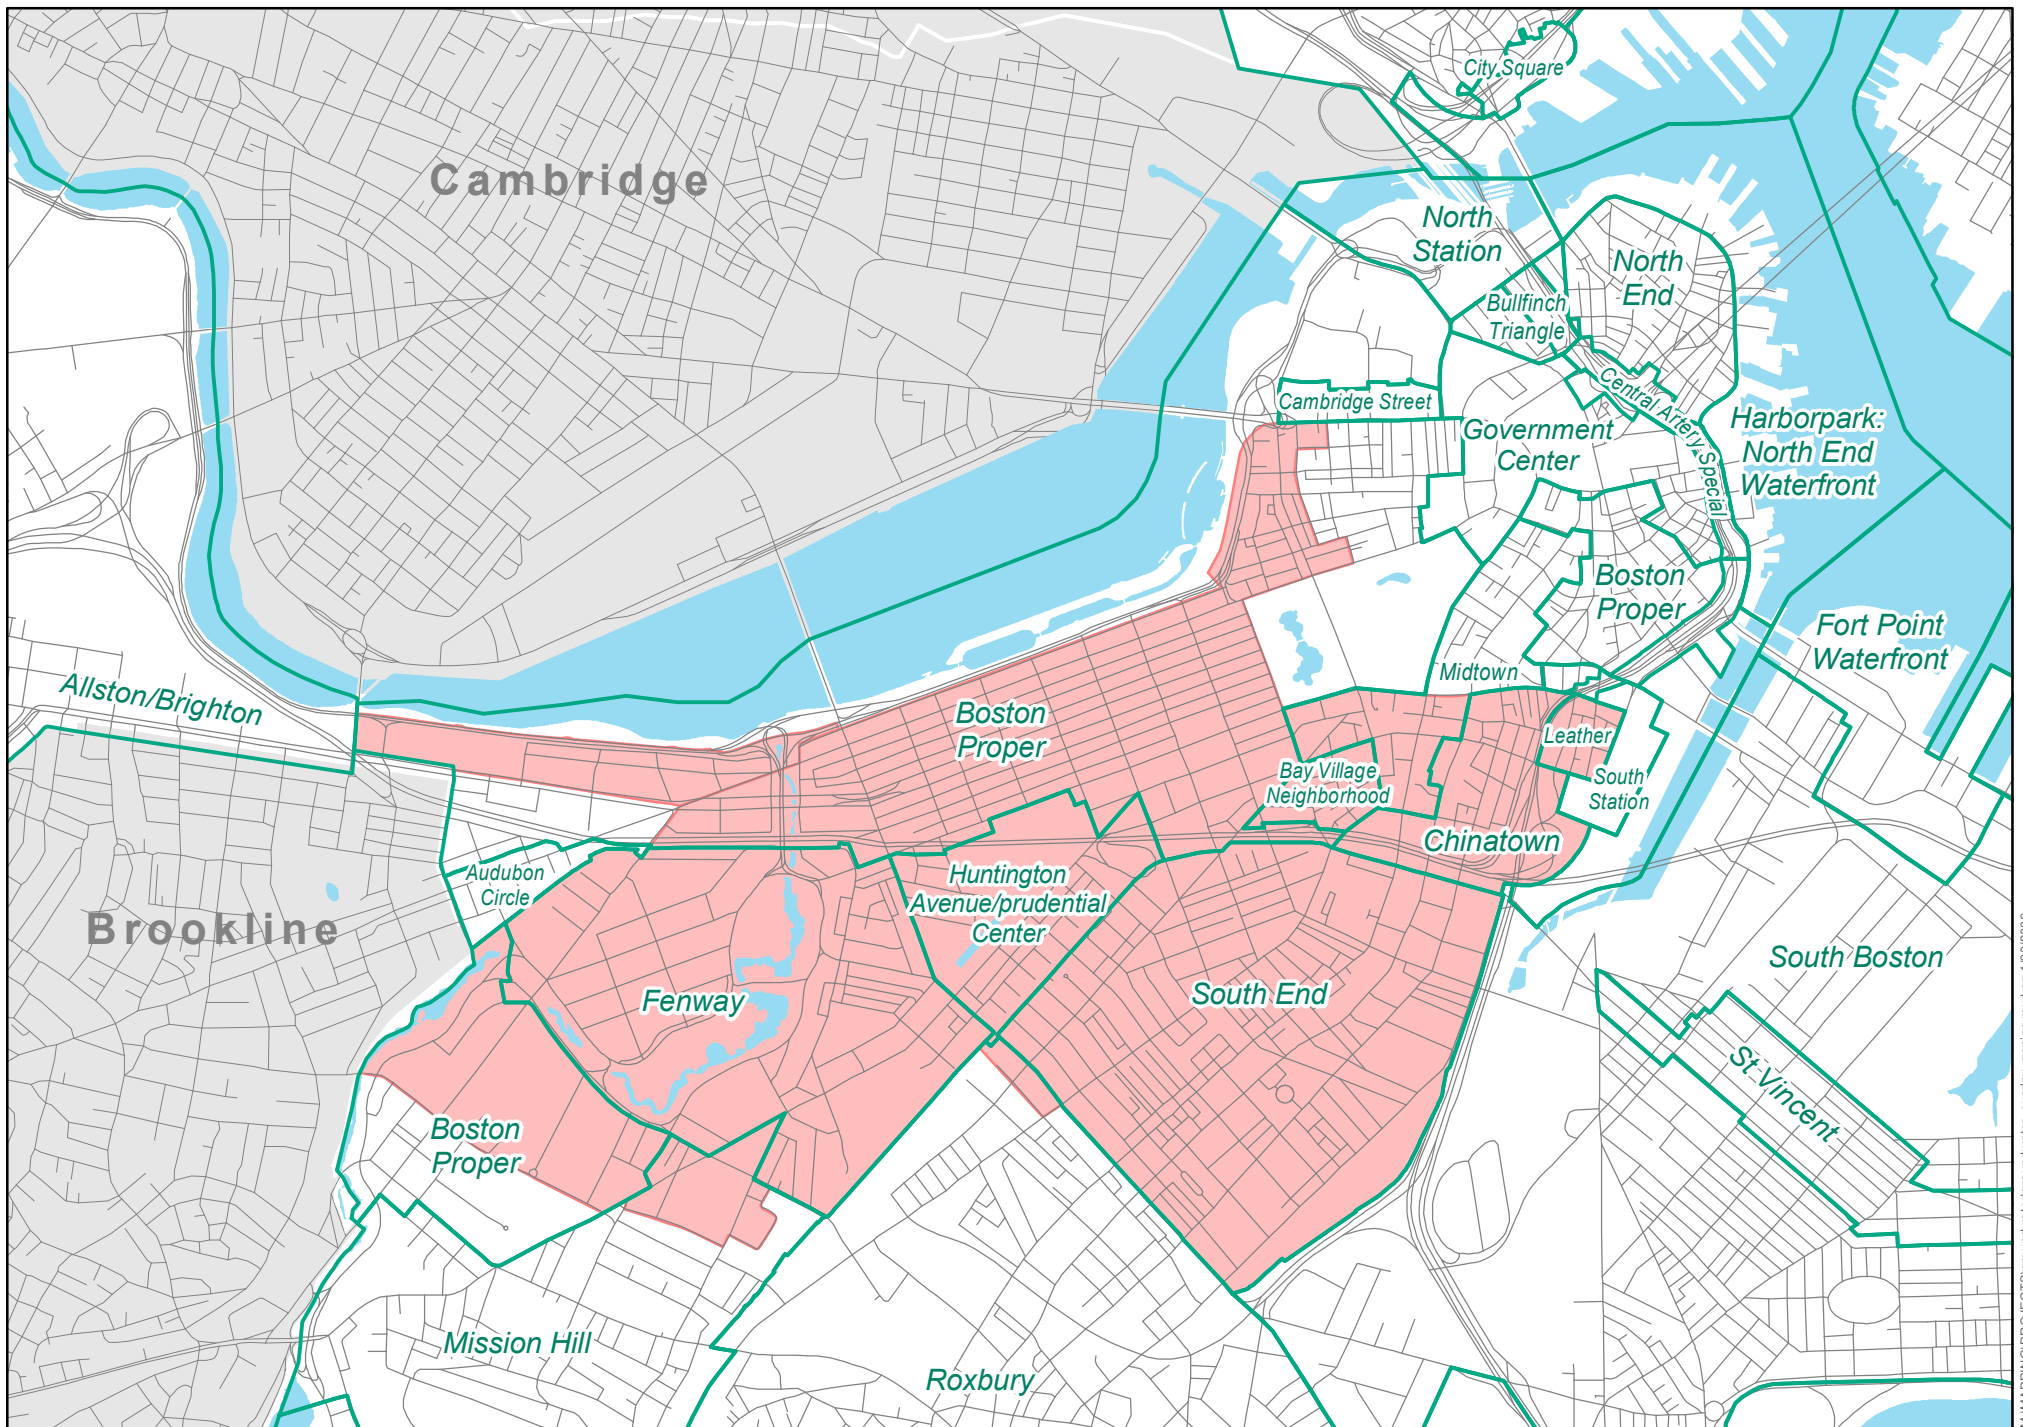 City Square
Cambridge
North
Station
North
End
Bullfinch
Triangle
Cambridge Street
Central Artery Special
Government
Center
Harborpark:
North End
Waterfront
Boston
Proper
Fort Point
Waterfront
Midtown
Allston/Brighton
Boston
Proper
Leather
Bay Village
Neighborhood
South
Station
Chinatown
Audubon
Circle
Huntington
Avenue/prudential
Center
Brookline
South Boston
Fenway
South End
St Vincent
Boston
Proper
Mission Hill
Roxbury